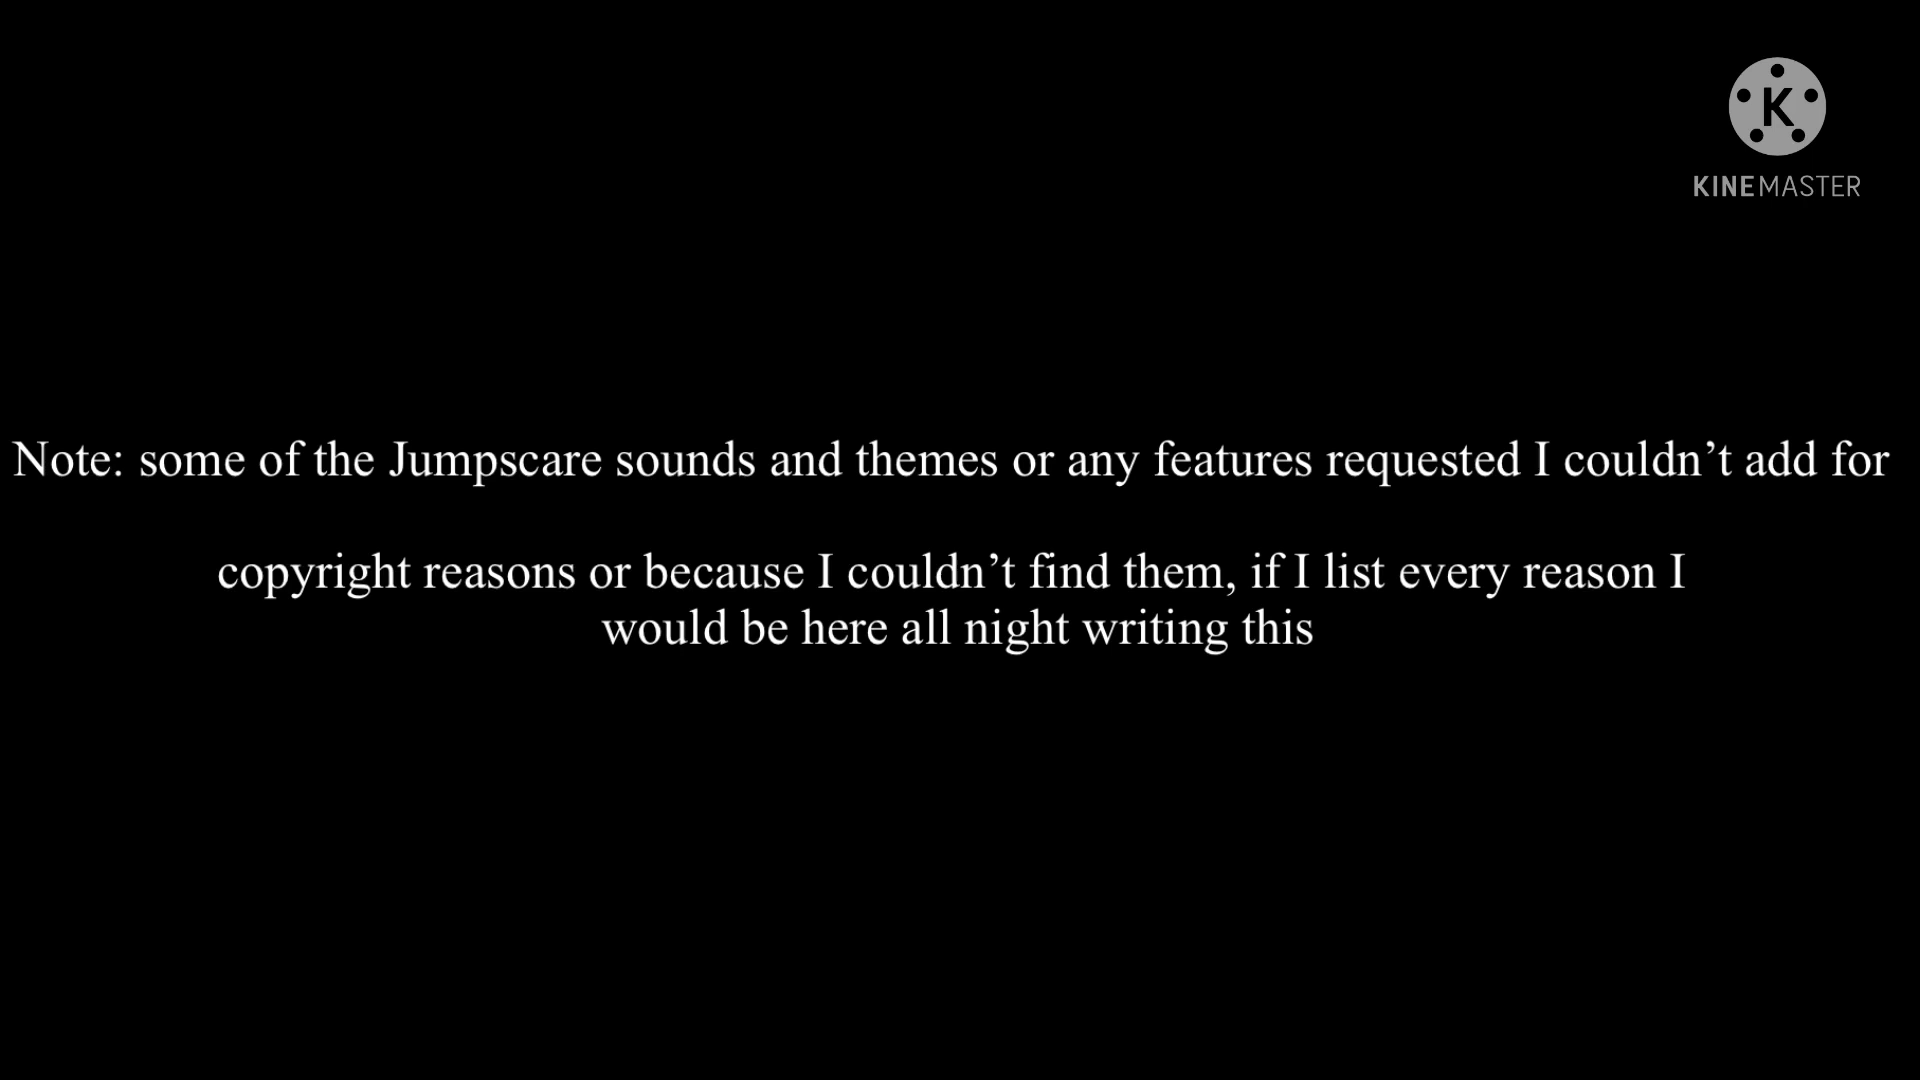 K
KINEMASTER
Note: some of the Jumpscare sounds and themes or any features requested I couldn’t add for
copyright reasons or because I couldn’t find them, if I list every reason I
would be here all night writing this